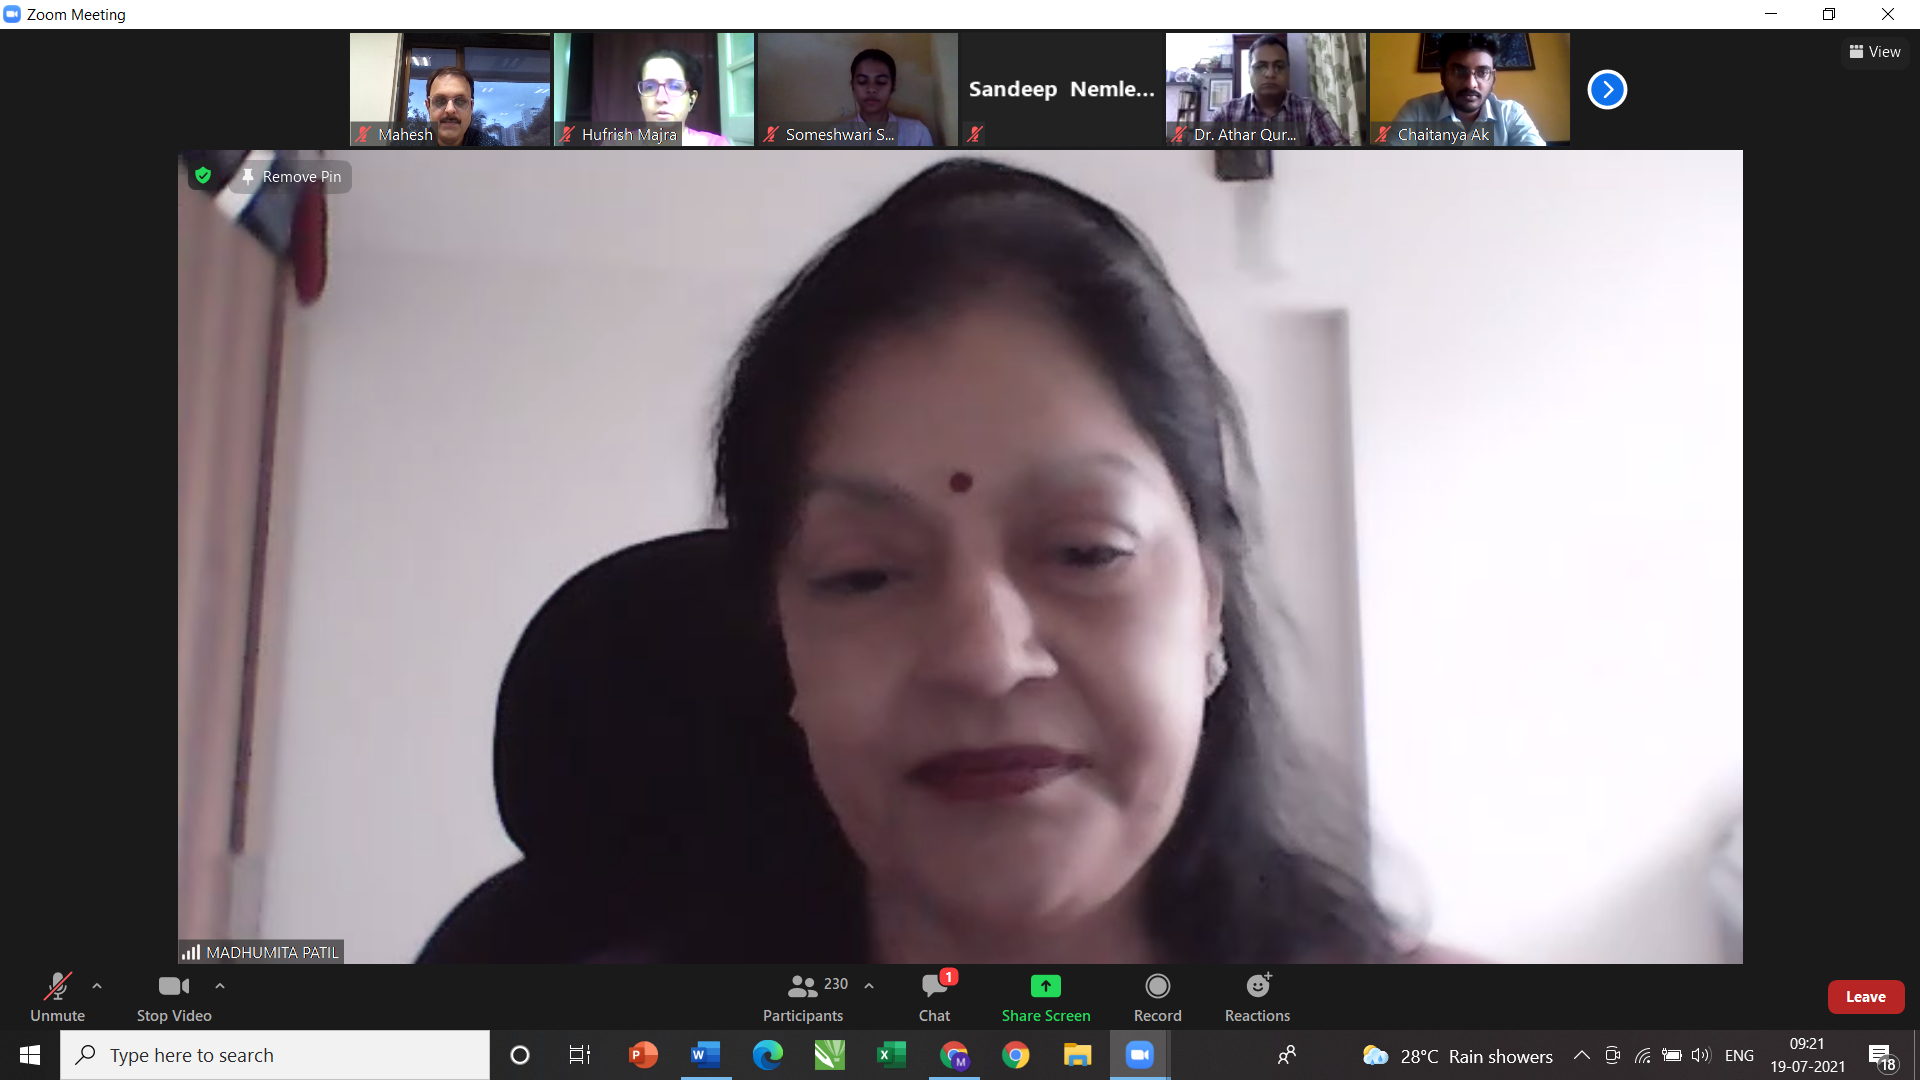 Zoom Meeting
View
Mahesh
Hufrish Majra
Someshwari S...
Sandeep Nemle...
Dr. Athar Qur...
Chaitanya Ak
Remove Pin
MADHUMITA PATIL
Unmute
Stop Video
230
Participants
1
Chat
Share Screen
Record
Reactions
Leave
Type here to search
28°C Rain showers
ENG
09:21
19-07-2021
18